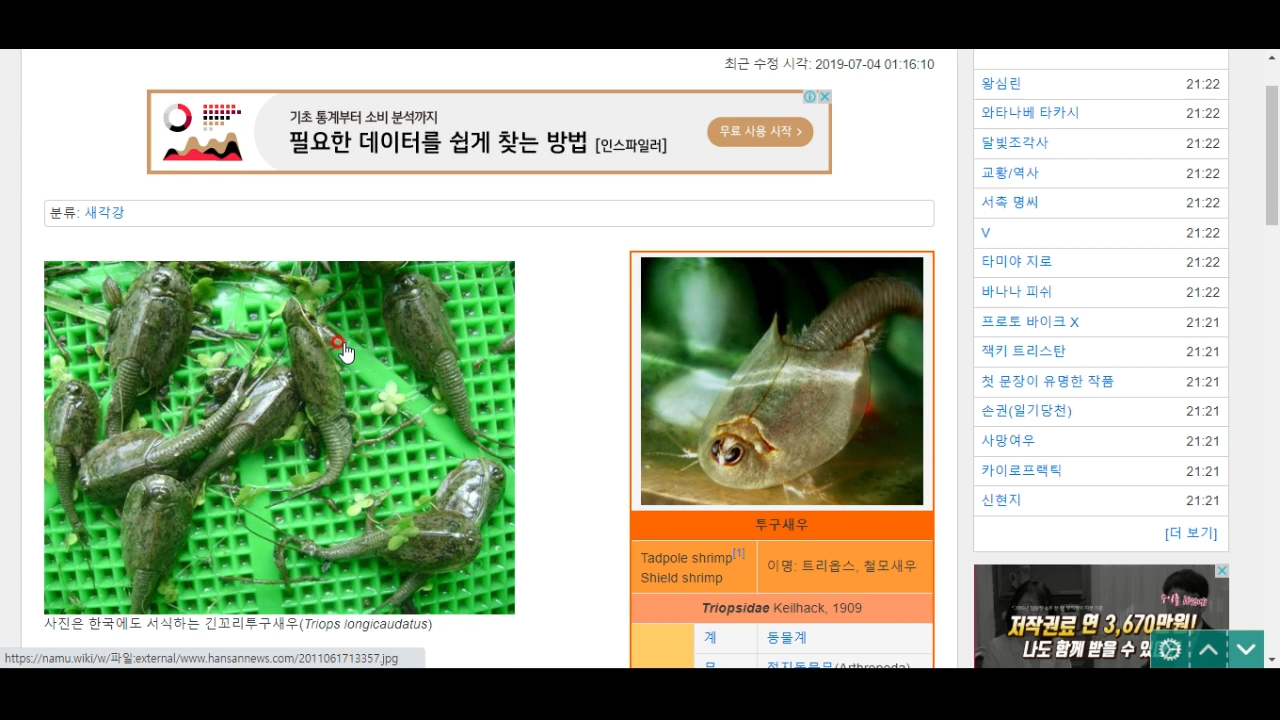 최근 수정 시각: 2019-07-04 01:16:10
기초 통계부터 소비 분석까지
필요한 데이터를 쉽게 찾는 방법 [인스파일러]
무료 사용 시작 >
분류: 새각강
사진은 한국에도 서식하는 긴꼬리투구새우(Triops longicaudatus)
투구새우
Tadpole shrimp[1]
Shield shrimp
이명: 트리옵스, 철모새우
Triopsidae Keilhack, 1909
계 동물계
문 절지동물문(Arthropoda)
왕심린 21:22
와타나베 타카시 21:22
달빛조각사 21:22
교황/역사 21:22
서촉 명씨 21:22
V 21:22
타미야 지로 21:22
바나나 피쉬 21:22
프로토 바이크 X 21:21
잭키 트리스탄 21:21
첫 문장이 유명한 작품 21:21
손권(일기당천) 21:21
사망여우 21:21
카이로프랙틱 21:21
신현지 21:21
[더 보기]
저작권료 연 3,670만원!
나도 함께 받을 수 있
https://namu.wiki/w/파일:external/www.hansannews.com/2011061713357.jpg